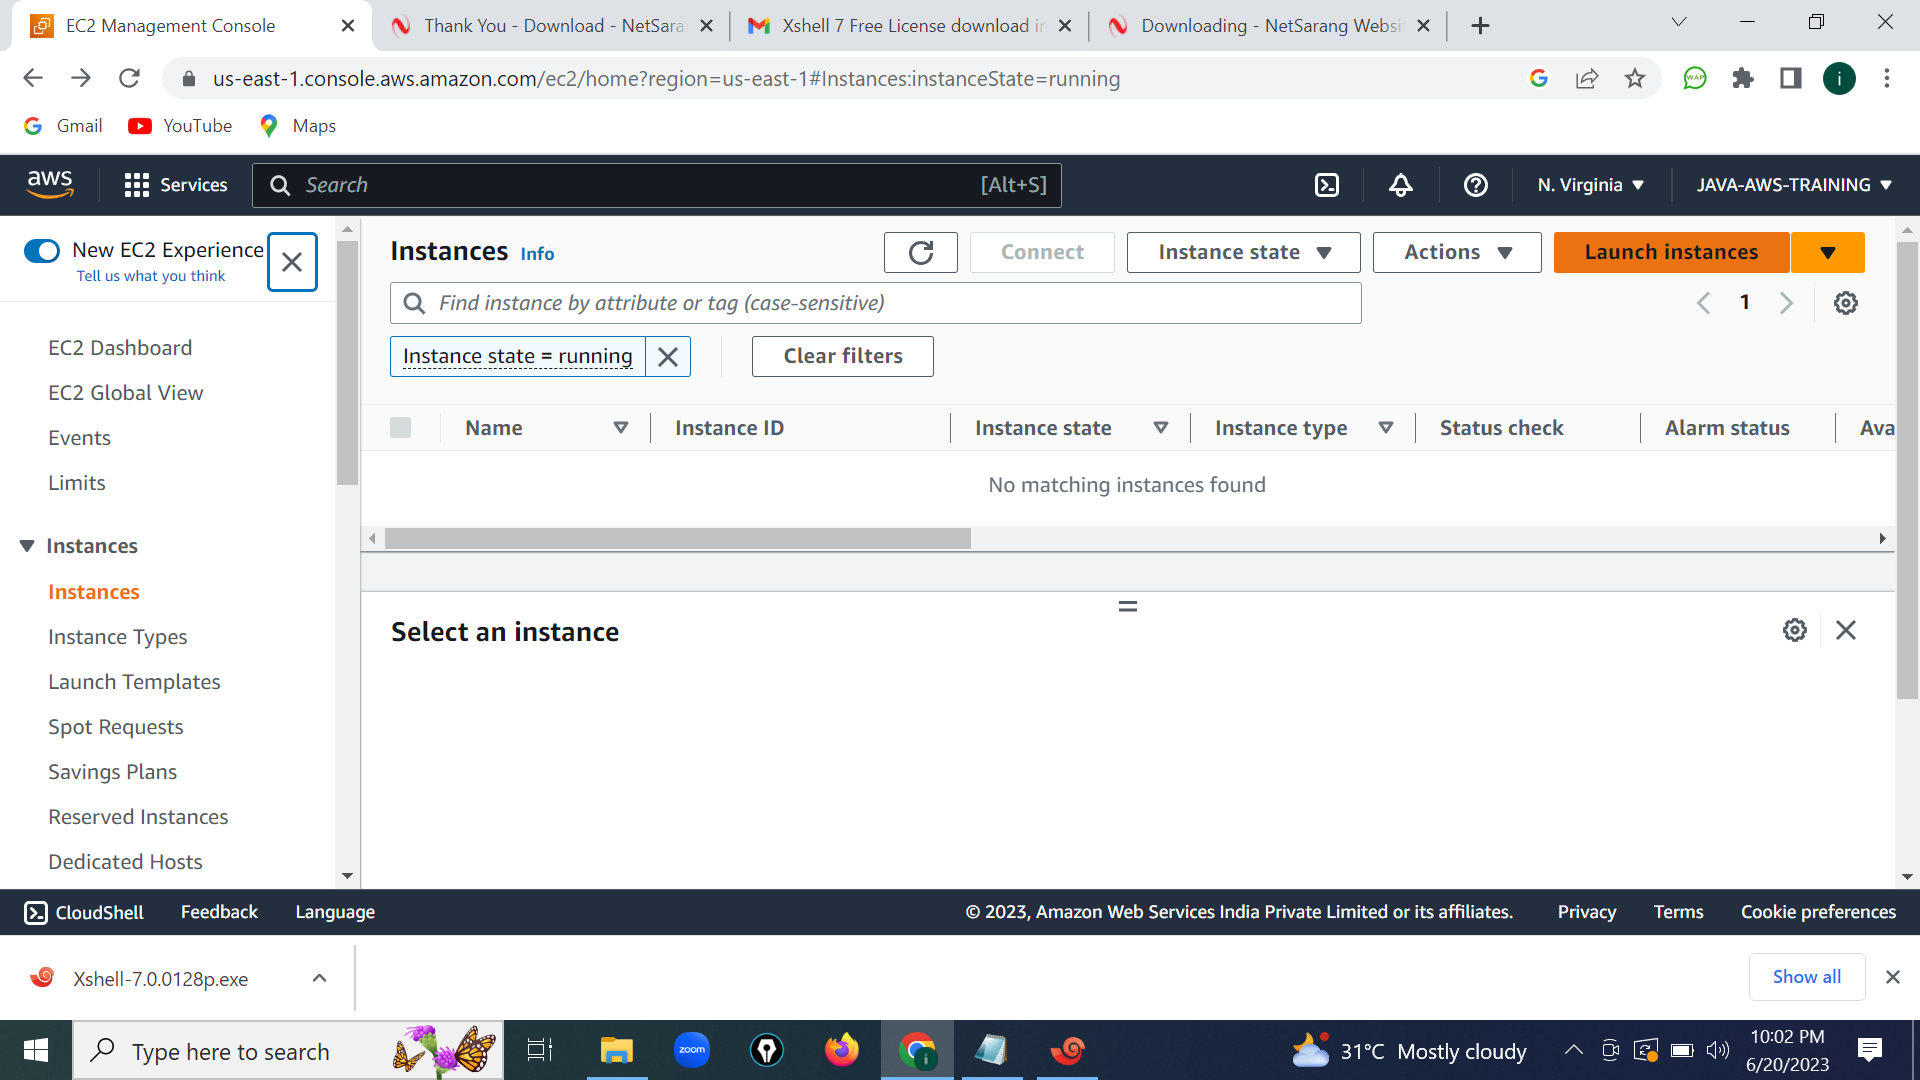 EC2 Management Console
Thank You - Download - NetSara
Xshell 7 Free License download in
Downloading - NetSarang Websi
us-east-1.console.aws.amazon.com/ec2/home?region=us-east-1#Instances:instanceState=running
i
Gmail
YouTube
Maps
aws
Services
Search
[Alt+S]
N. Virginia
JAVA-AWS-TRAINING
New EC2 Experience
Tell us what you think
EC2 Dashboard
EC2 Global View
Events
Limits
Instances
Instances
Instance Types
Launch Templates
Spot Requests
Savings Plans
Reserved Instances
Dedicated Hosts
Instances Info
Connect
Instance state
Actions
Launch instances
Find instance by attribute or tag (case-sensitive)
1
Instance state = running
Clear filters
Name
Instance ID
Instance state
Instance type
Status check
Alarm status
Ava
No matching instances found
Select an instance
CloudShell
Feedback
Language
© 2023, Amazon Web Services India Private Limited or its affiliates.
Privacy
Terms
Cookie preferences
Xshell-7.0.0128p.exe
Show all
Type here to search
zoom
31°C Mostly cloudy
10:02 PM
6/20/2023